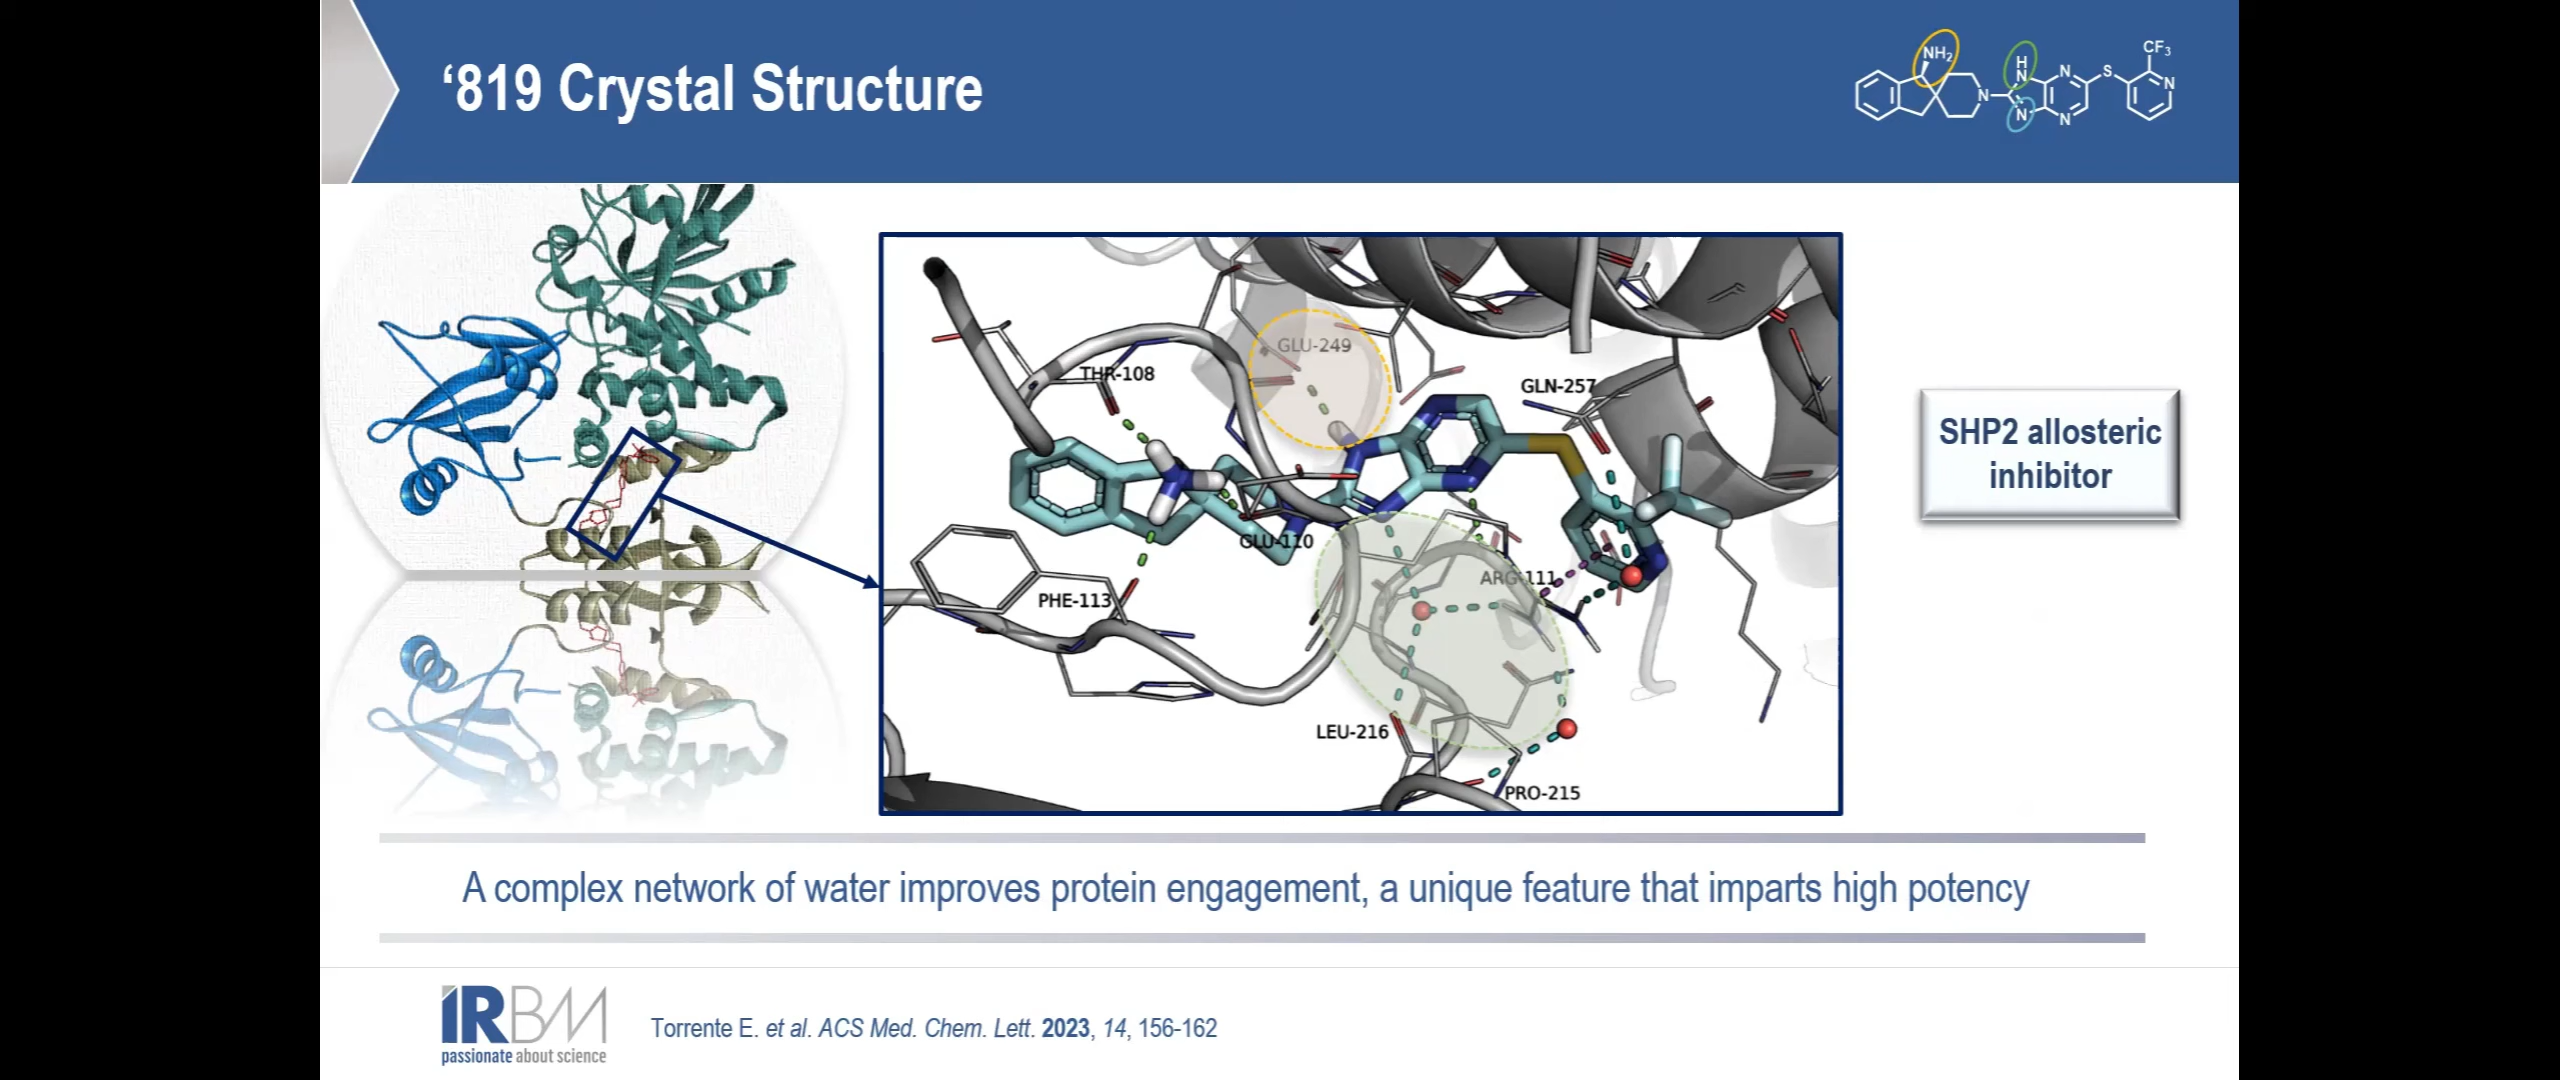 ‘819 Crystal Structure
NH2
N
H
N
N
N
N
S
CF3
N
GLU-249
THR-108
GLN-257
GLU-110
ARG-111
PHE-113
LEU-216
PRO-215
SHP2 allosteric
inhibitor
A complex network of water improves protein engagement, a unique feature that imparts high potency
IRBM
passionate about science
Torrente E. et al. ACS Med. Chem. Lett. 2023, 14, 156-162